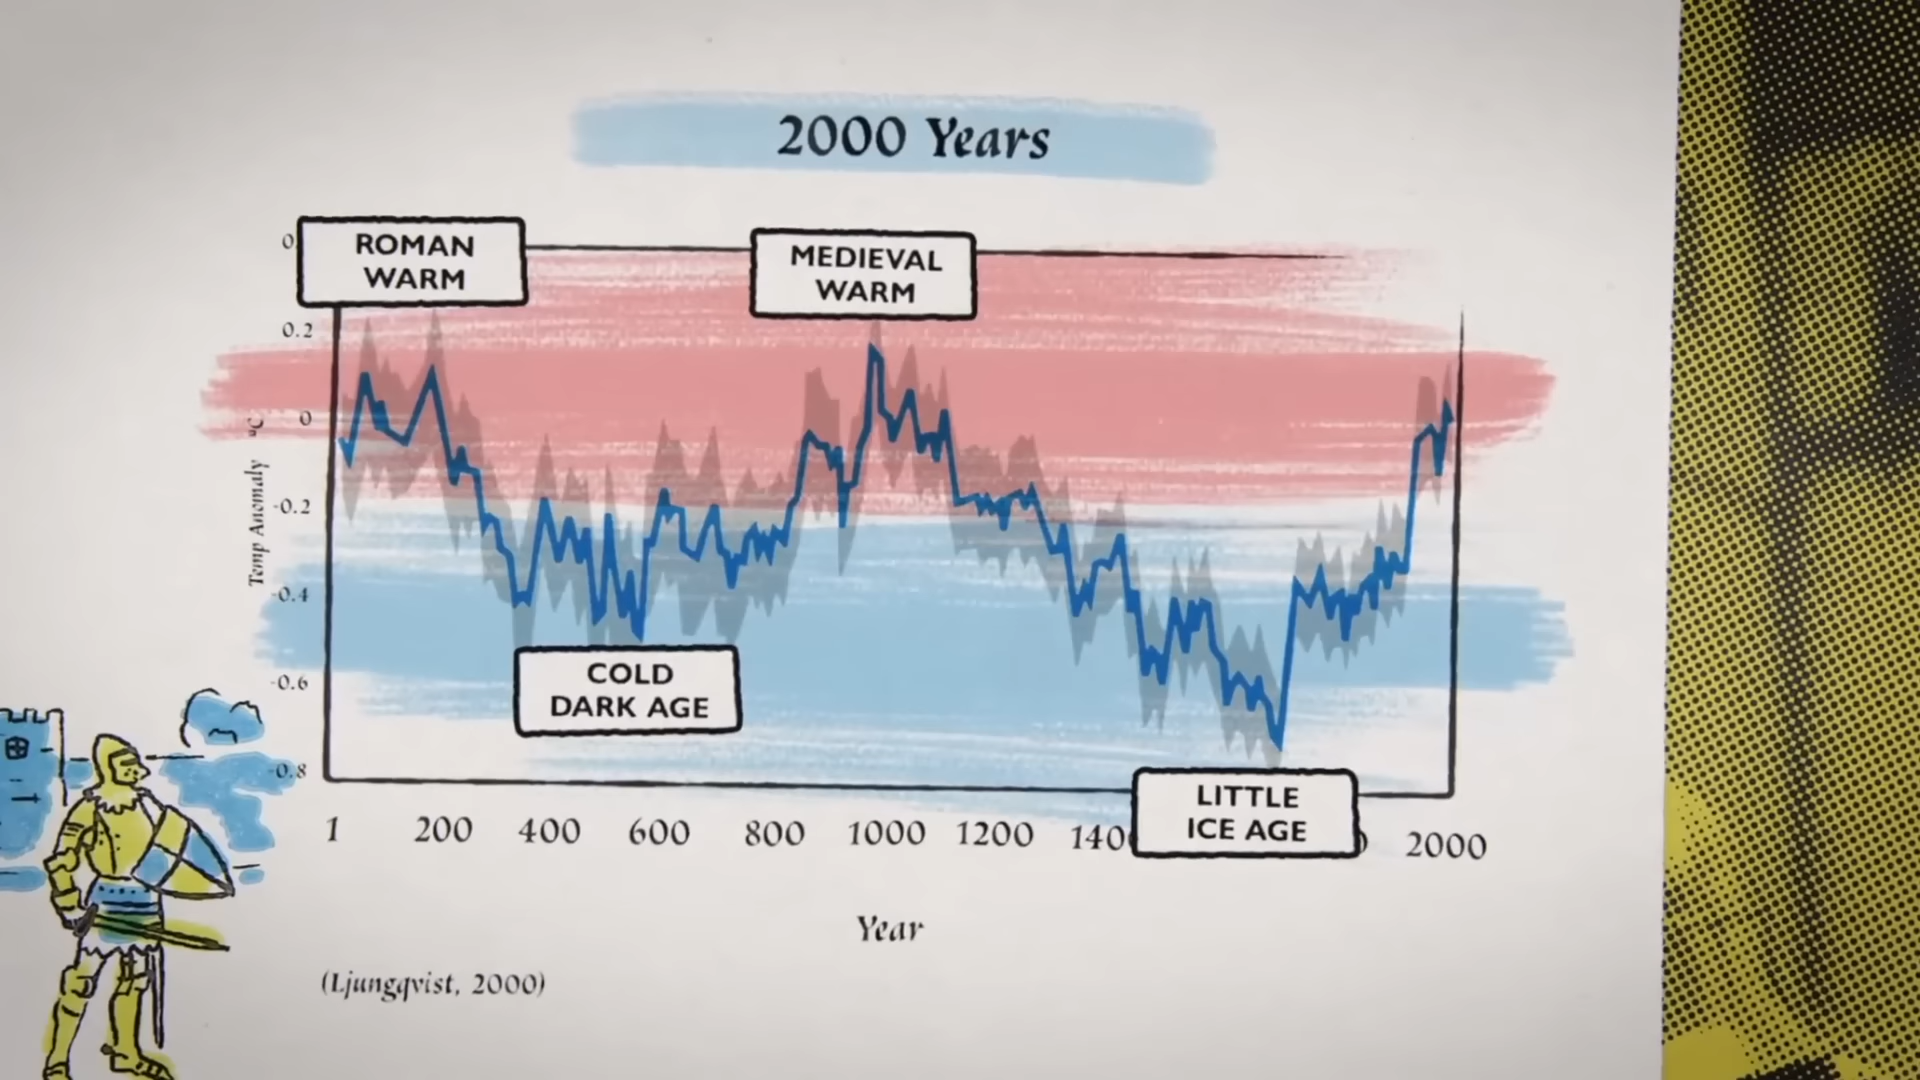 2000 Years
ROMAN
WARM
MEDIEVAL
WARM
0.2
0
-0.2
-0.4
-0.6
-0.8
Temp Anomaly °C
COLD
DARK AGE
LITTLE
ICE AGE
1 200 400 600 800 1000 1200 2000
Year
(Ljungqvist, 2000)